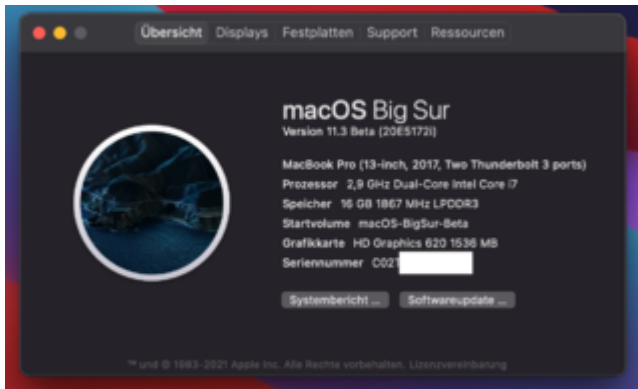 Übersicht Displays Festplatten Support Ressourcen
macOS Big Sur
Version 11.3 Beta (20E5172i)
MacBook Pro (13-inch, 2017, Two Thunderbolt 3 ports)
Prozessor 2,9 GHz Dual-Core Intel Core i7
Speicher 16 GB 1867 MHz LPDDR3
Startvolume macOS-BigSur-Beta
Grafikkarte HD Graphics 620 1536 MB
Seriennummer C02T
Systembericht ... Softwareupdate ...
™ und © 1983-2021 Apple Inc. Alle Rechte vorbehalten. Lizenzvereinbarung